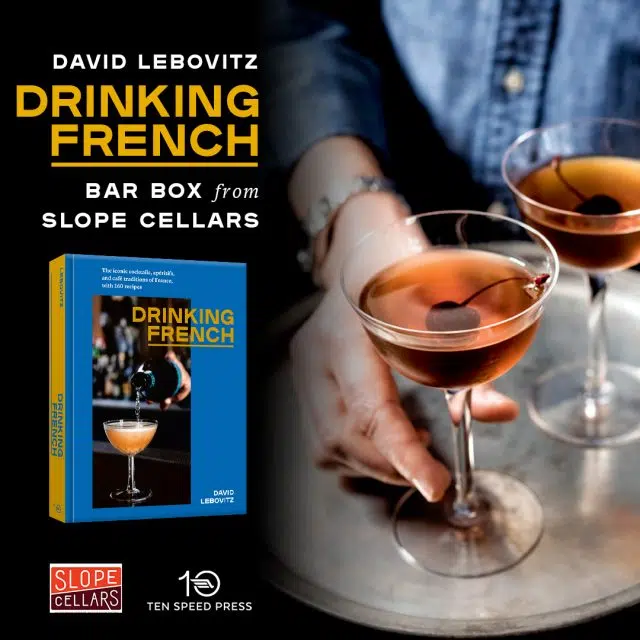 DAVID LEBOVITZ
DRINKING
FRENCH
BAR BOX from
SLOPE CELLARS
The iconic cocktails, apéritifs,
and café traditions of France,
with 160 recipes
DRINKING
FRENCH
DAVID
LEBOVITZ
LEBOVITZ
DRINKING
FRENCH
SLOPE
CELLARS
10
TEN SPEED PRESS